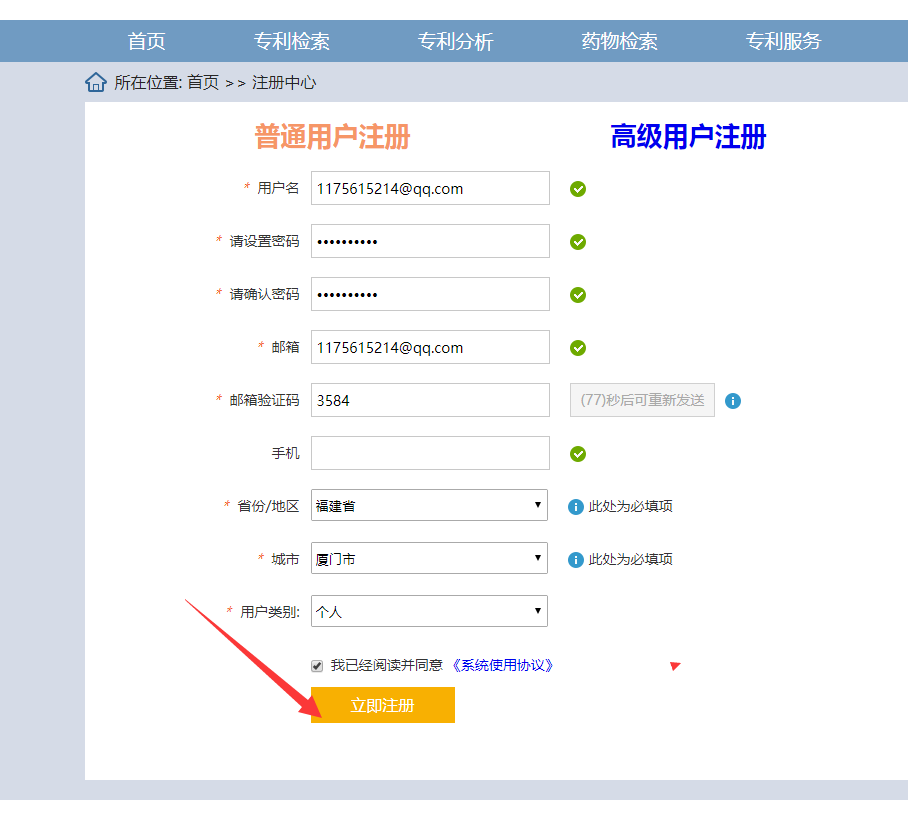 首页 专利检索 专利分析 药物检索 专利服务
所在位置: 首页 >> 注册中心
普通用户注册 高级用户注册
* 用户名 1175615214@qq.com
* 请设置密码 ••••••••••
* 请确认密码 ••••••••••
* 邮箱 1175615214@qq.com
* 邮箱验证码 3584 (77)秒后可重新发送
手机
* 省份/地区 福建省 此处为必填项
* 城市 厦门市 此处为必填项
* 用户类别: 个人
我已经阅读并同意 《系统使用协议》
立即注册